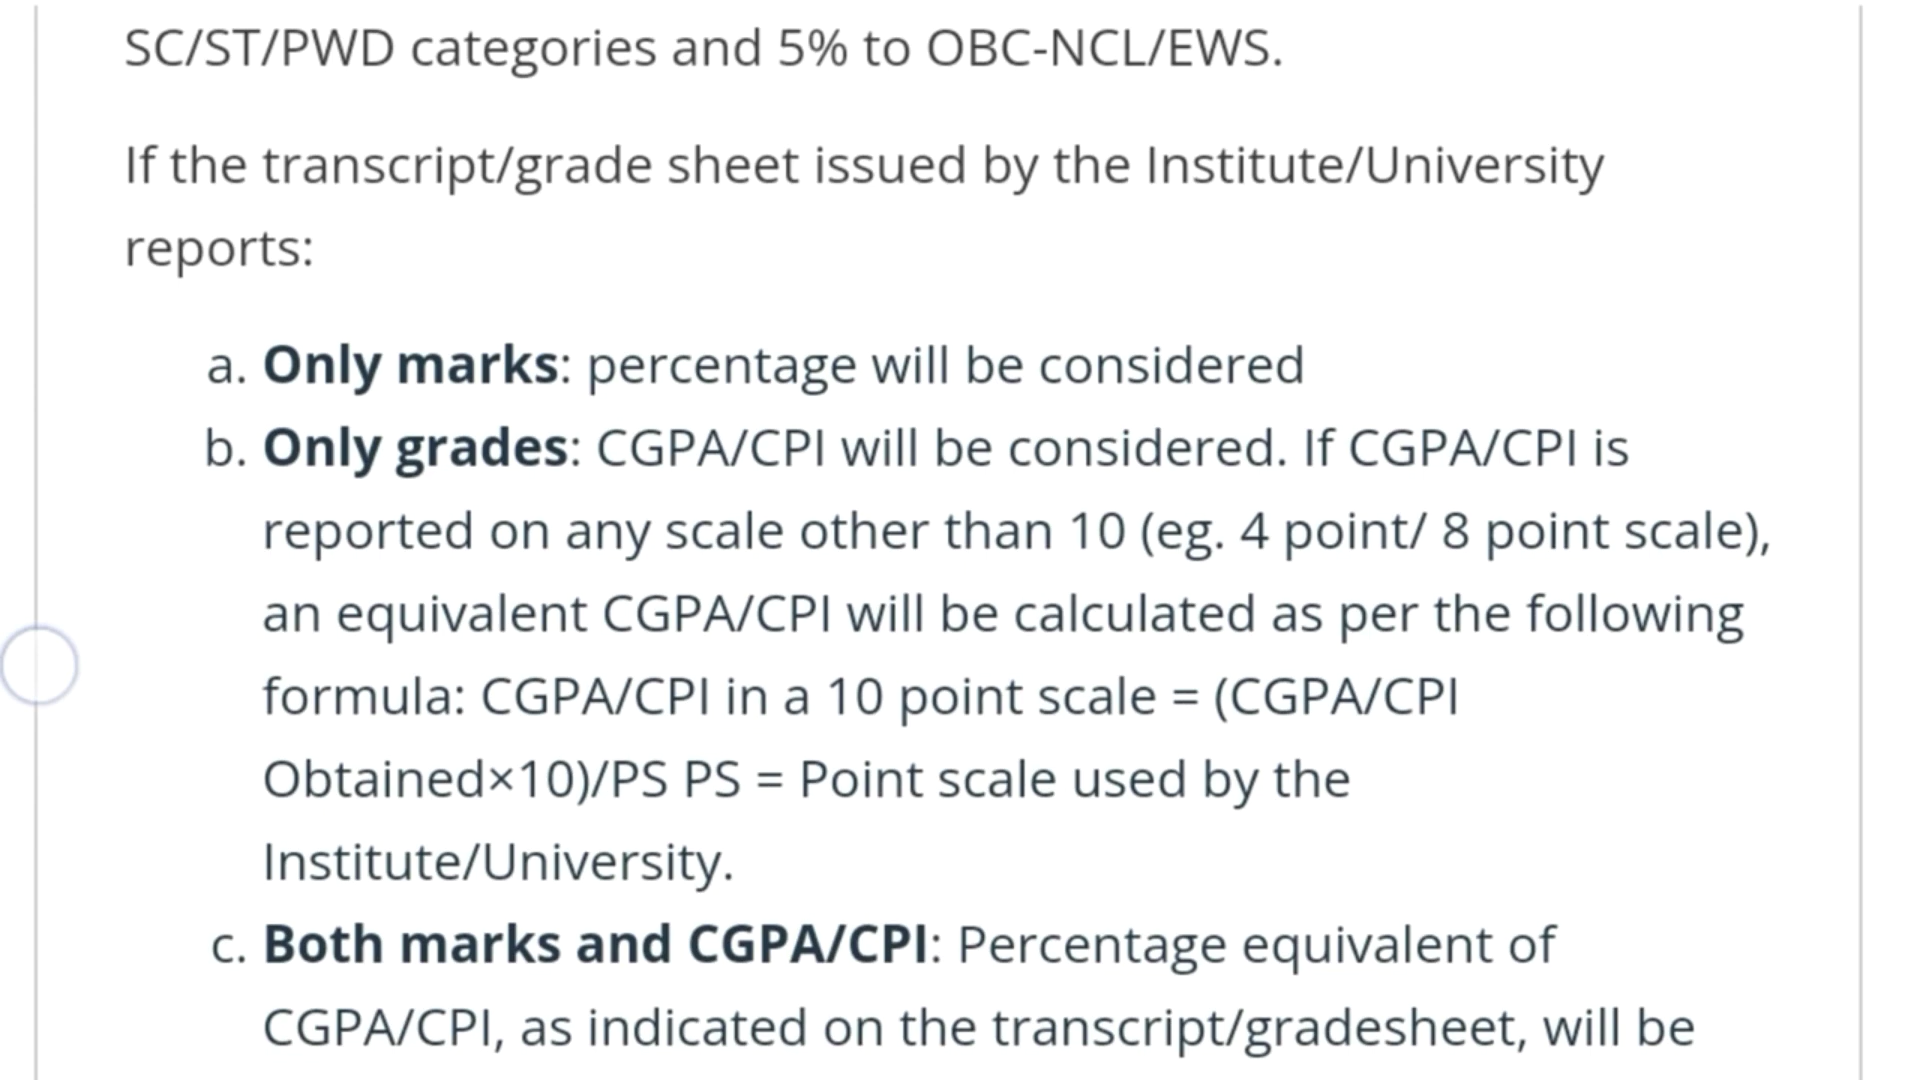 SC/ST/PWD categories and 5% to OBC-NCL/EWS.
If the transcript/grade sheet issued by the Institute/University
reports:
a. Only marks: percentage will be considered
b. Only grades: CGPA/CPI will be considered. If CGPA/CPI is
reported on any scale other than 10 (eg. 4 point/ 8 point scale),
an equivalent CGPA/CPI will be calculated as per the following
formula: CGPA/CPI in a 10 point scale = (CGPA/CPI
Obtained×10)/PS PS = Point scale used by the
Institute/University.
c. Both marks and CGPA/CPI: Percentage equivalent of
CGPA/CPI, as indicated on the transcript/gradesheet, will be